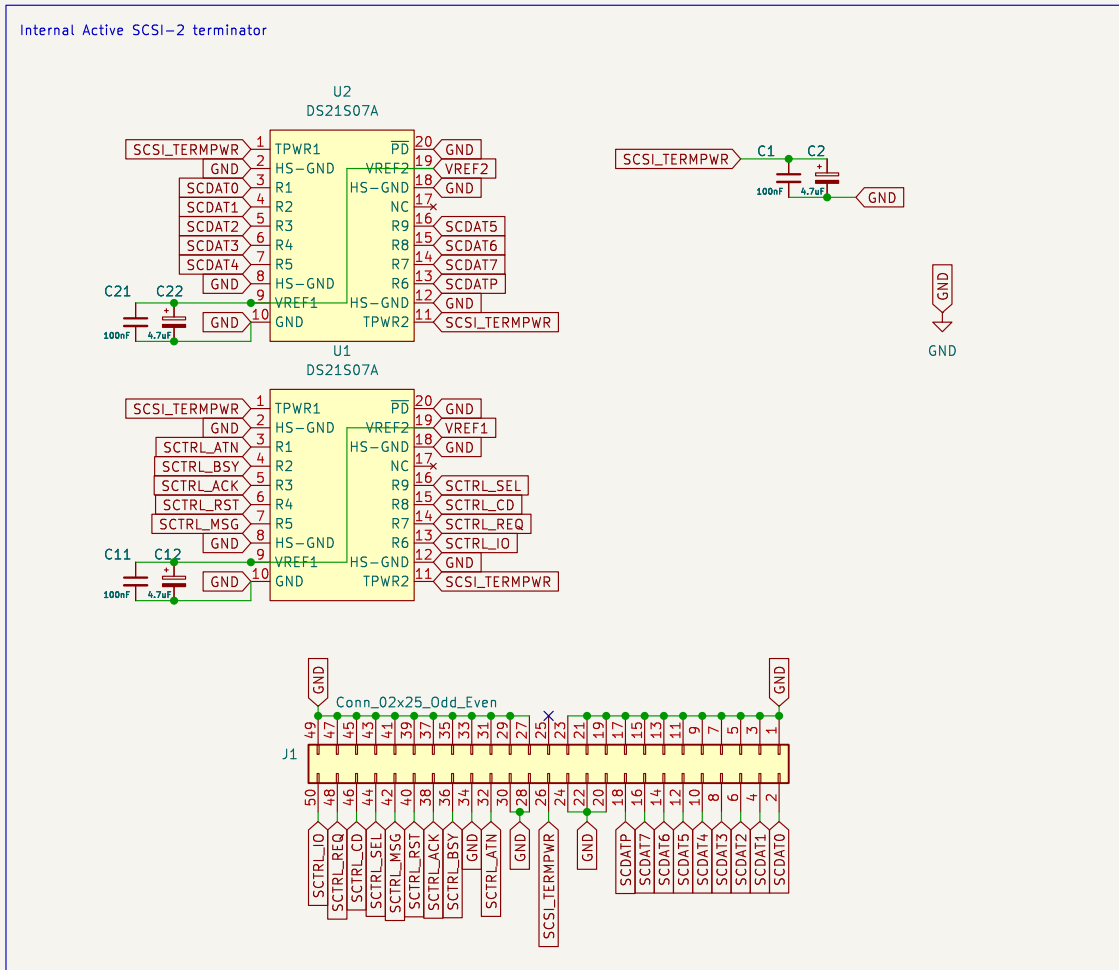 Internal Active SCSI-2 terminator
U2
DS21S07A
SCSI_TERMPWR 1 TPWR1 PD 20 GND
GND 2 HS-GND VREF2 19 VREF2
SCDAT0 3 R1 HS-GND 18 GND
SCDAT1 4 R2 NC 17
SCDAT2 5 R3 R9 16 SCDAT5
SCDAT3 6 R4 R8 15 SCDAT6
SCDAT4 7 R5 R7 14 SCDAT7
GND 8 HS-GND R6 13 SCDATP
9 VREF1 HS-GND 12 GND
GND 10 GND TPWR2 11 SCSI_TERMPWR
C21 C22
100nF 4.7uF
SCSI_TERMPWR C1 C2
100nF 4.7uF
GND
GND
GND
U1
DS21S07A
SCSI_TERMPWR 1 TPWR1 PD 20 GND
GND 2 HS-GND VREF2 19 VREF1
SCTRL_ATN 3 R1 HS-GND 18 GND
SCTRL_BSY 4 R2 NC 17
SCTRL_ACK 5 R3 R9 16 SCTRL_SEL
SCTRL_RST 6 R4 R8 15 SCTRL_CD
SCTRL_MSG 7 R5 R7 14 SCTRL_REQ
GND 8 HS-GND R6 13 SCTRL_IO
9 VREF1 HS-GND 12 GND
GND 10 GND TPWR2 11 SCSI_TERMPWR
C11 C12
100nF 4.7uF
GND GND
Conn_02x25_Odd_Even
49 47 45 43 41 39 37 35 33 31 29 27 25 23 21 19 17 15 13 11 9 7 5 3 1
J1
50 48 46 44 42 40 38 36 34 32 30 28 26 24 22 20 18 16 14 12 10 8 6 4 2
SCTRL_IO SCTRL_REQ SCTRL_CD SCTRL_SEL SCTRL_MSG SCTRL_RST SCTRL_ACK SCTRL_BSY GND SCTRL_ATN GND SCSI_TERMPWR GND SCDATP SCDAT7 SCDAT6 SCDAT5 SCDAT4 SCDAT3 SCDAT2 SCDAT1 SCDAT0